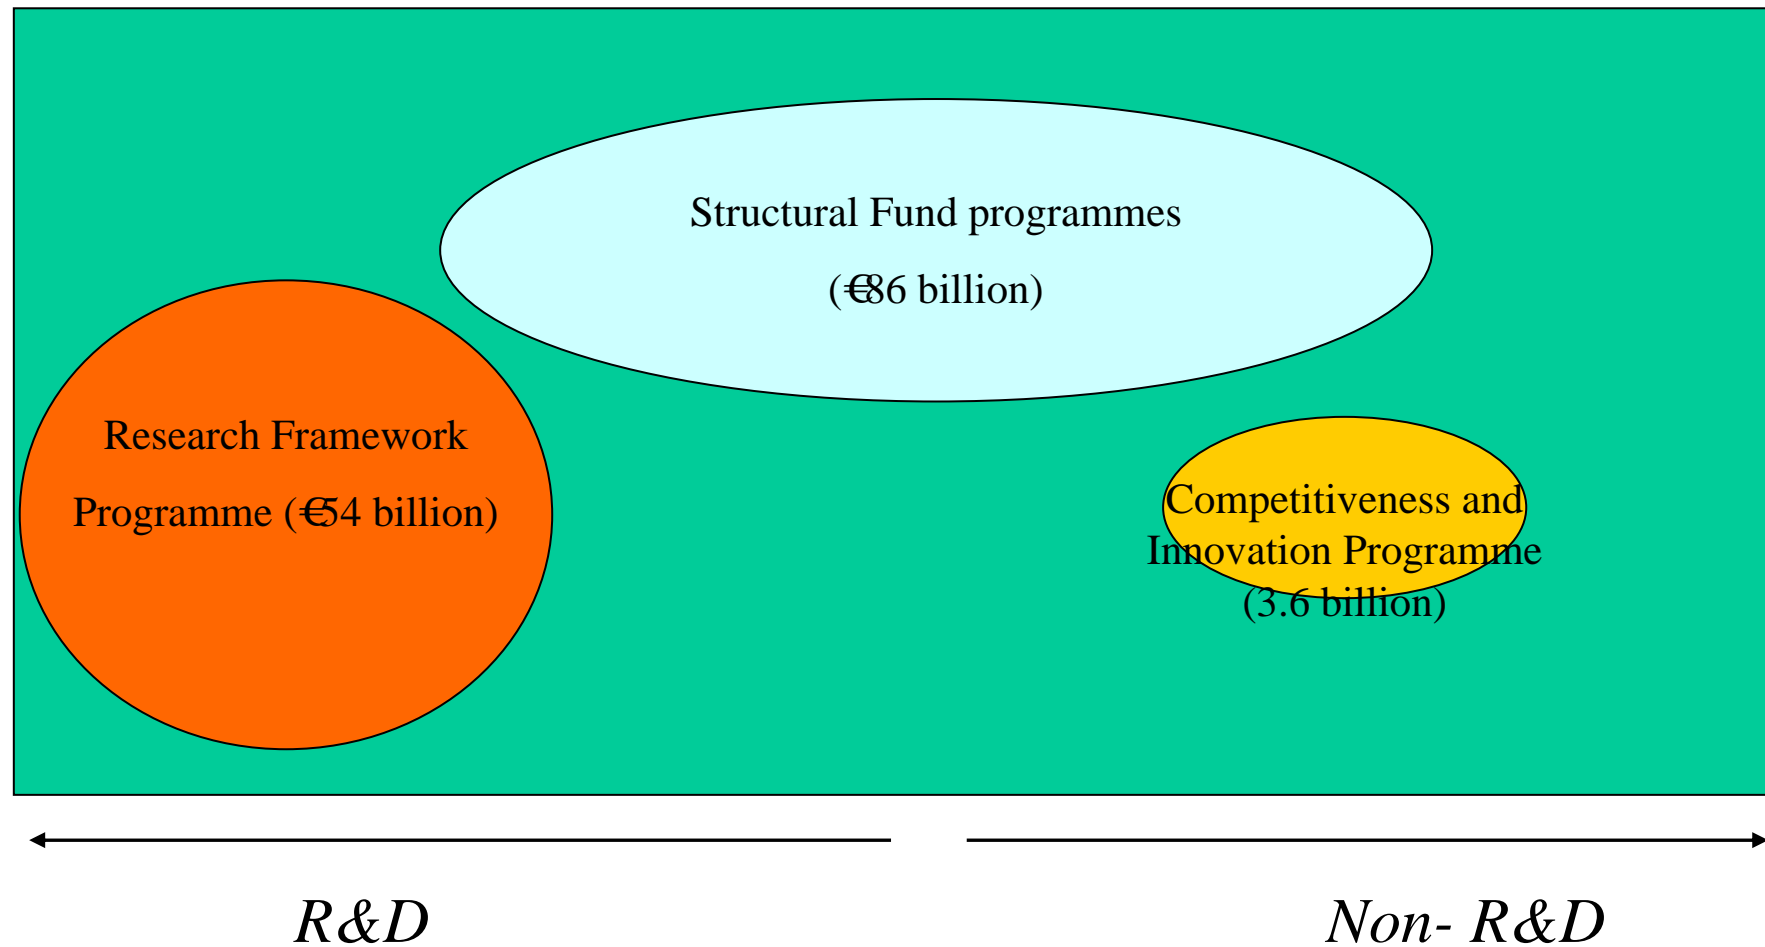 Structural Fund programmes
(€86 billion)
Research Framework
Programme (€54 billion)
Competitiveness and
Innovation Programme
(3.6 billion)
R&D
Non- R&D